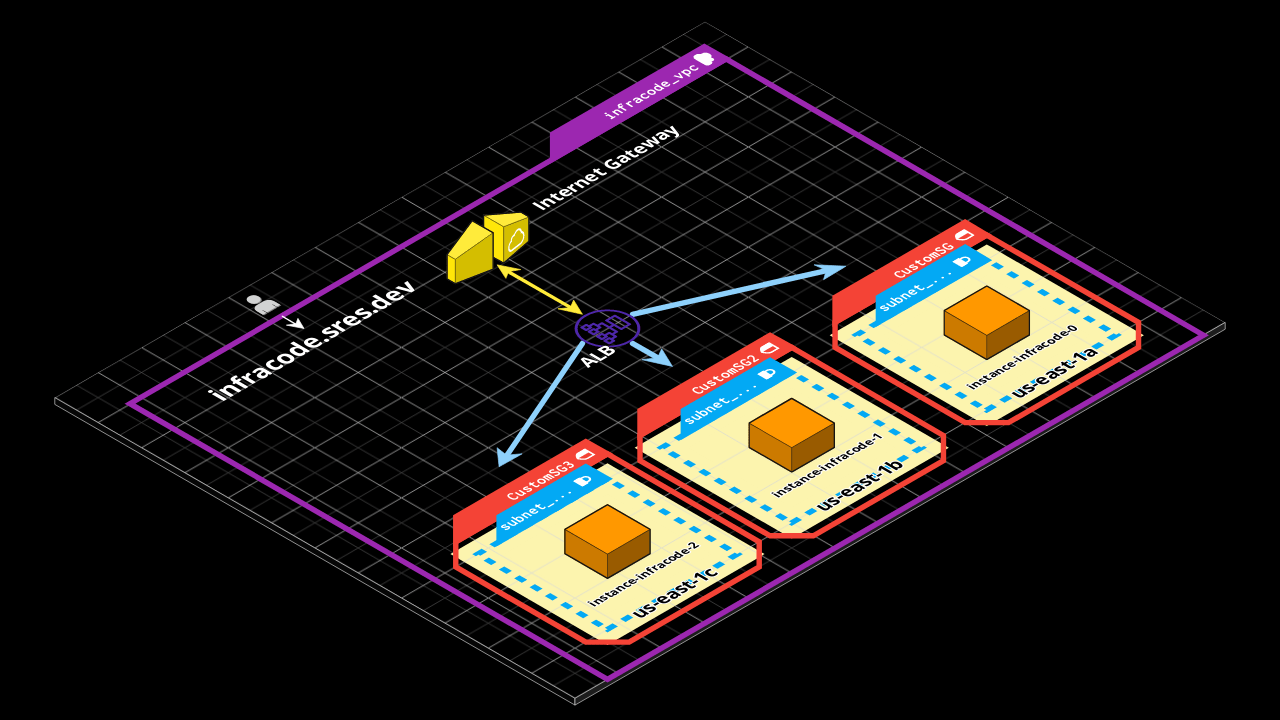 infracode_vpc
Internet Gateway
infracode.sres.dev
ALB
CustomSG
subnet_...
instance-infracode-0
us-east-1a
CustomSG2
subnet_...
instance-infracode-1
us-east-1b
CustomSG3
subnet_...
instance-infracode-2
us-east-1c